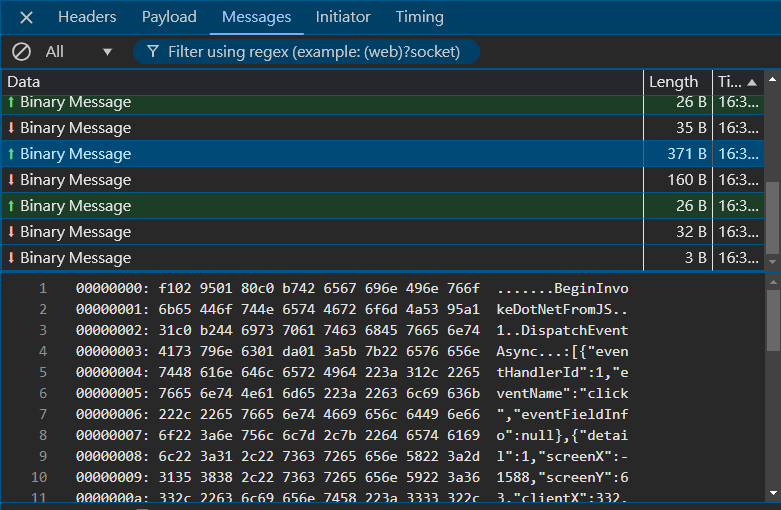 Headers Payload Messages Initiator Timing
All Filter using regex (example: (web)?socket)
Data Length Ti...
Binary Message 26 B 16:3...
Binary Message 35 B 16:3...
Binary Message 371 B 16:3...
Binary Message 160 B 16:3...
Binary Message 26 B 16:3...
Binary Message 32 B 16:3...
Binary Message 3 B 16:3...
1 00000000: f102 9501 80c0 b742 6567 696e 496e 766f .......BeginInvo
2 00000001: 6b65 446f 744e 6574 4672 6f6d 4a53 95a1 keDotNetFromJS..
3 00000002: 31c0 b244 6973 7061 7463 6845 7665 6e74 1..DispatchEvent
4 00000003: 4173 796e 6301 da01 3a5b 7b22 6576 656e Async...:[{"even
5 00000004: 7448 616e 646c 6572 4964 223a 312c 2265 tHandlerId":1,"e
6 00000005: 7665 6e74 4e61 6d65 223a 2263 6c69 636b ventName":"click
7 00000006: 222c 2265 7665 6e74 4669 656c 6449 6e66 ","eventFieldInf
8 00000007: 6f22 3a6e 756c 6c7d 2c7b 2264 6574 6169 o":null},{"detai
9 00000008: 6c22 3a31 2c22 7363 7265 656e 5822 3a2d l":1,"screenX":-
10 00000009: 3135 3838 2c22 7363 7265 656e 5922 3a36 1588,"screenY":6
11 0000000a: 332c 2263 6c69 656e 7458 223a 3333 322c 3,"clientX":332,